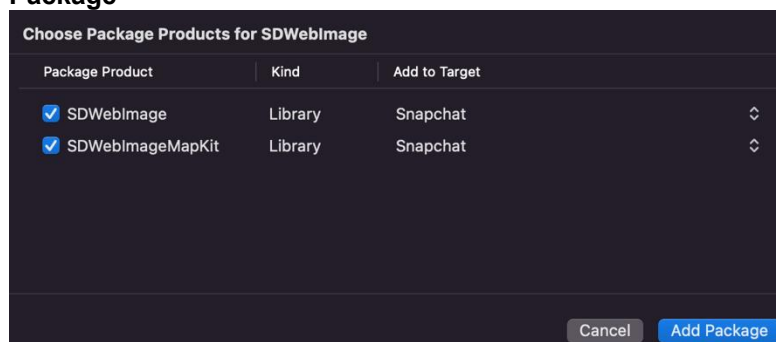 Package
Choose Package Products for SDWebImage
Package Product Kind Add to Target
SDWebImage Library Snapchat
SDWebImageMapKit Library Snapchat
Cancel Add Package